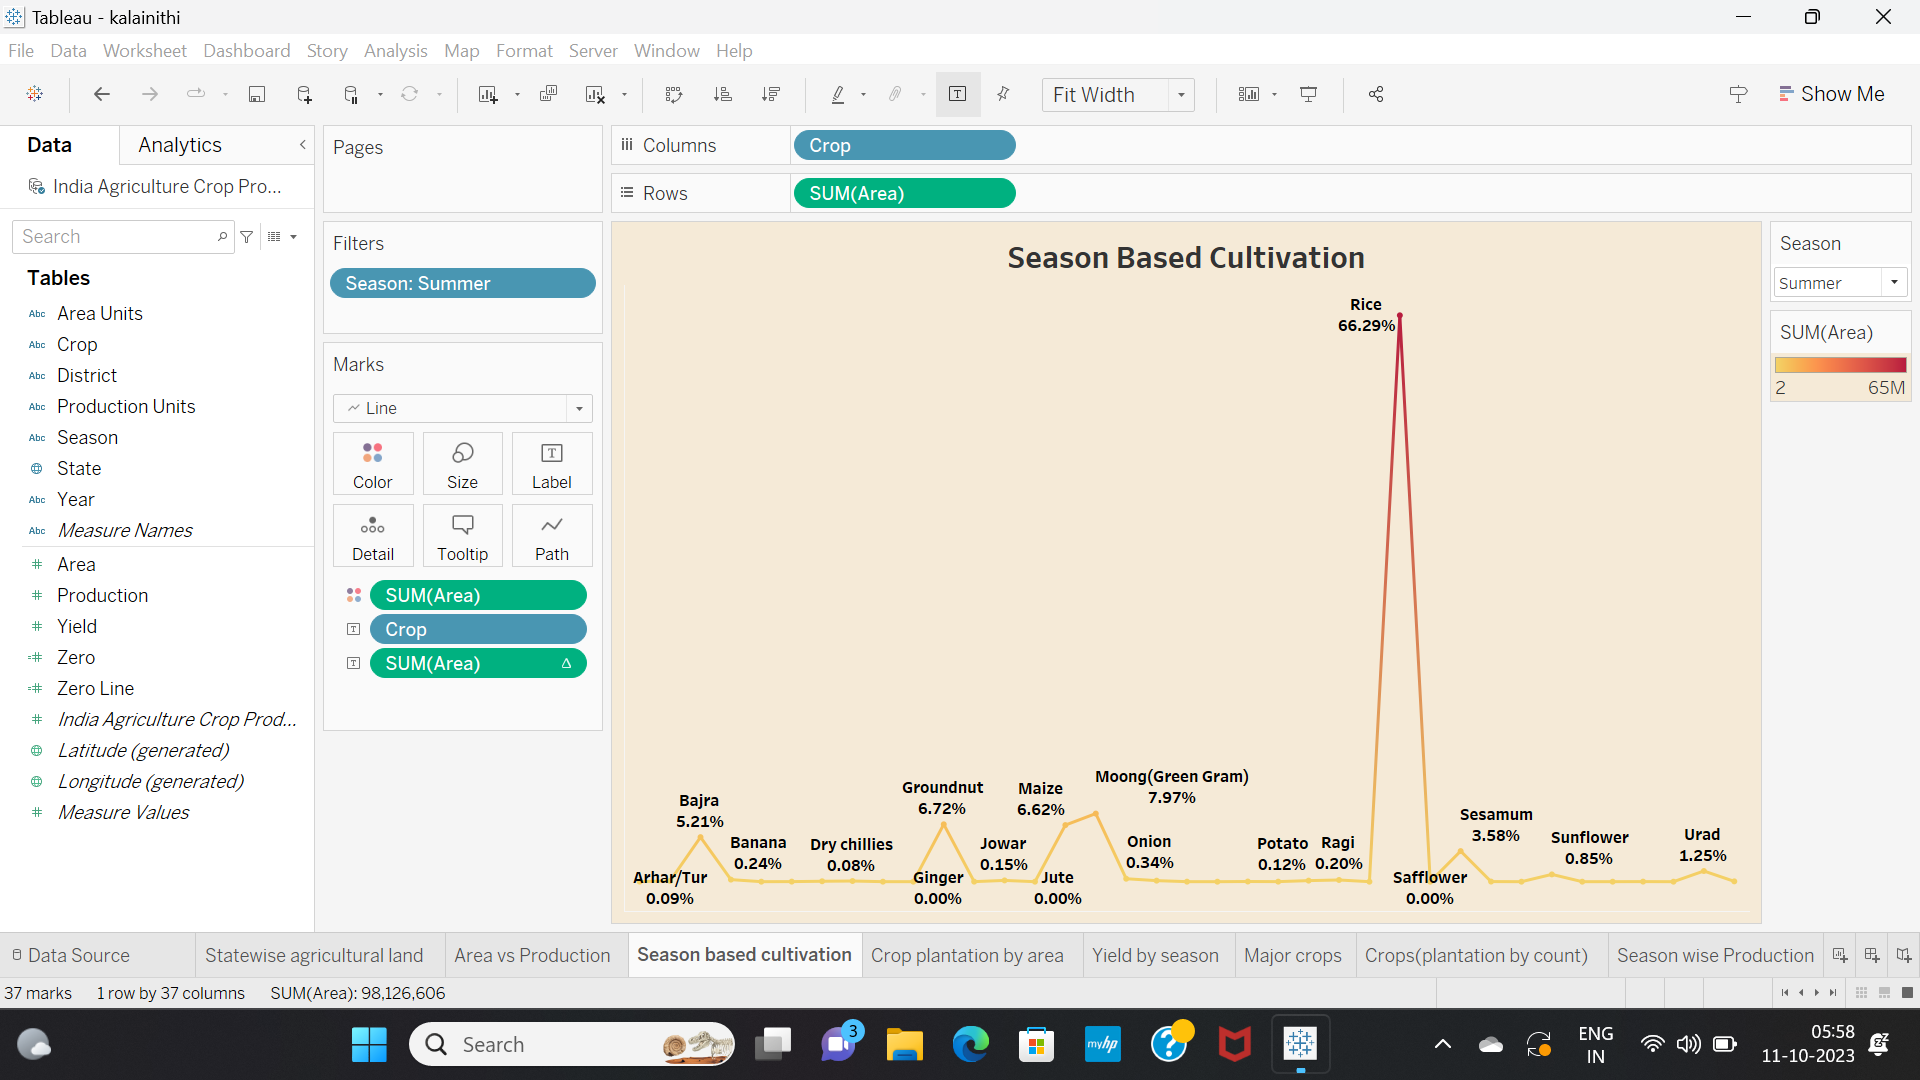 Tableau - kalainithi
File Data Worksheet Dashboard Story Analysis Map Format Server Window Help
Fit Width
Show Me
Data Analytics
India Agriculture Crop Pro...
Search
Tables
Abc Area Units
Abc Crop
Abc District
Abc Production Units
Abc Season
State
Abc Year
Abc Measure Names
# Area
# Production
# Yield
=# Zero
=# Zero Line
# India Agriculture Crop Prod...
Latitude (generated)
Longitude (generated)
# Measure Values
Pages
Filters
Season: Summer
Marks
Line
Color Size Label
Detail Tooltip Path
SUM(Area)
Crop
SUM(Area) Δ
Columns Crop
Rows SUM(Area)
Season Based Cultivation
Rice
66.29%
Moong(Green Gram)
7.97%
Groundnut
6.72%
Maize
6.62%
Bajra
5.21%
Sesamum
3.58%
Urad
1.25%
Sunflower
0.85%
Banana
0.24%
Dry chillies
0.08%
Jowar
0.15%
Onion
0.34%
Potato
0.12%
Ragi
0.20%
Arhar/Tur
0.09%
Ginger
0.00%
Jute
0.00%
Safflower
0.00%
Season
Summer
SUM(Area)
2 65M
Data Source Statewise agricultural land Area vs Production Season based cultivation Crop plantation by area Yield by season Major crops Crops(plantation by count) Season wise Production
37 marks 1 row by 37 columns SUM(Area): 98,126,606
Search
3
myhp
ENG
IN
05:58
11-10-2023